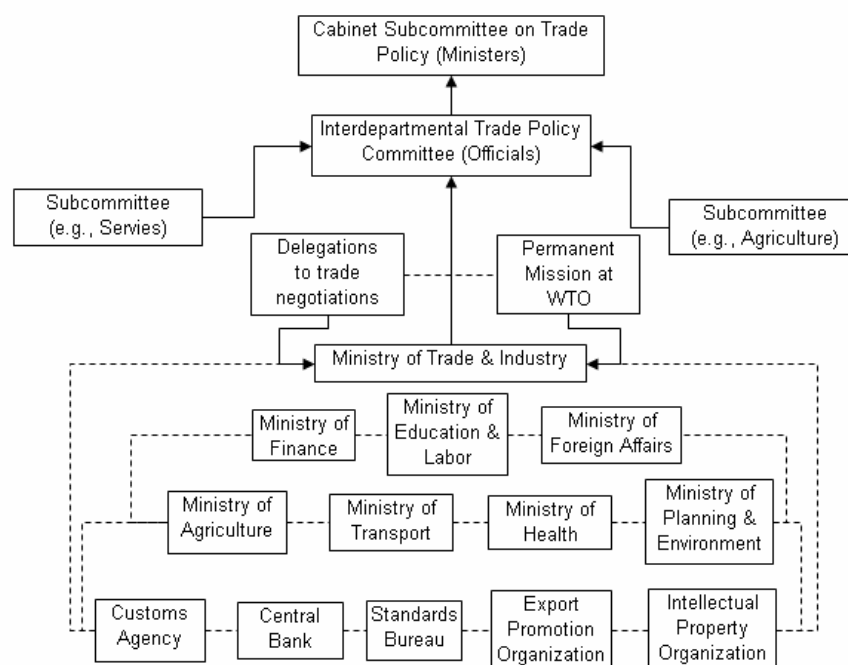 Cabinet Subcommittee on Trade
Policy (Ministers)
Interdepartmental Trade Policy
Committee (Officials)
Subcommittee
(e.g., Servies)
Subcommittee
(e.g., Agriculture)
Delegations
to trade
negotiations
Permanent
Mission at
WTO
Ministry of Trade & Industry
Ministry of
Finance
Ministry of
Education &
Labor
Ministry of
Foreign Affairs
Ministry of
Agriculture
Ministry of
Transport
Ministry of
Health
Ministry of
Planning &
Environment
Customs
Agency
Central
Bank
Standards
Bureau
Export
Promotion
Organization
Intellectual
Property
Organization